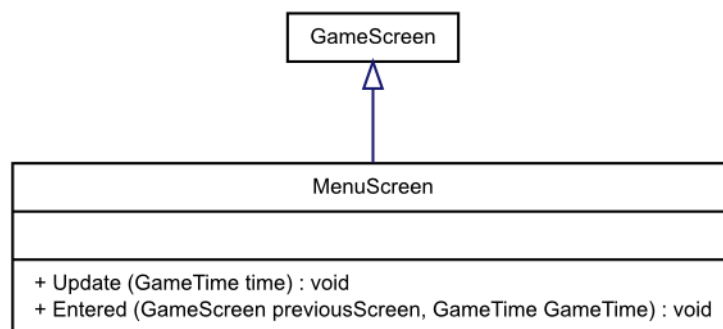 GameScreen
MenuScreen
+ Update (GameTime time) : void
+ Entered (GameScreen previousScreen, GameTime GameTime) : void